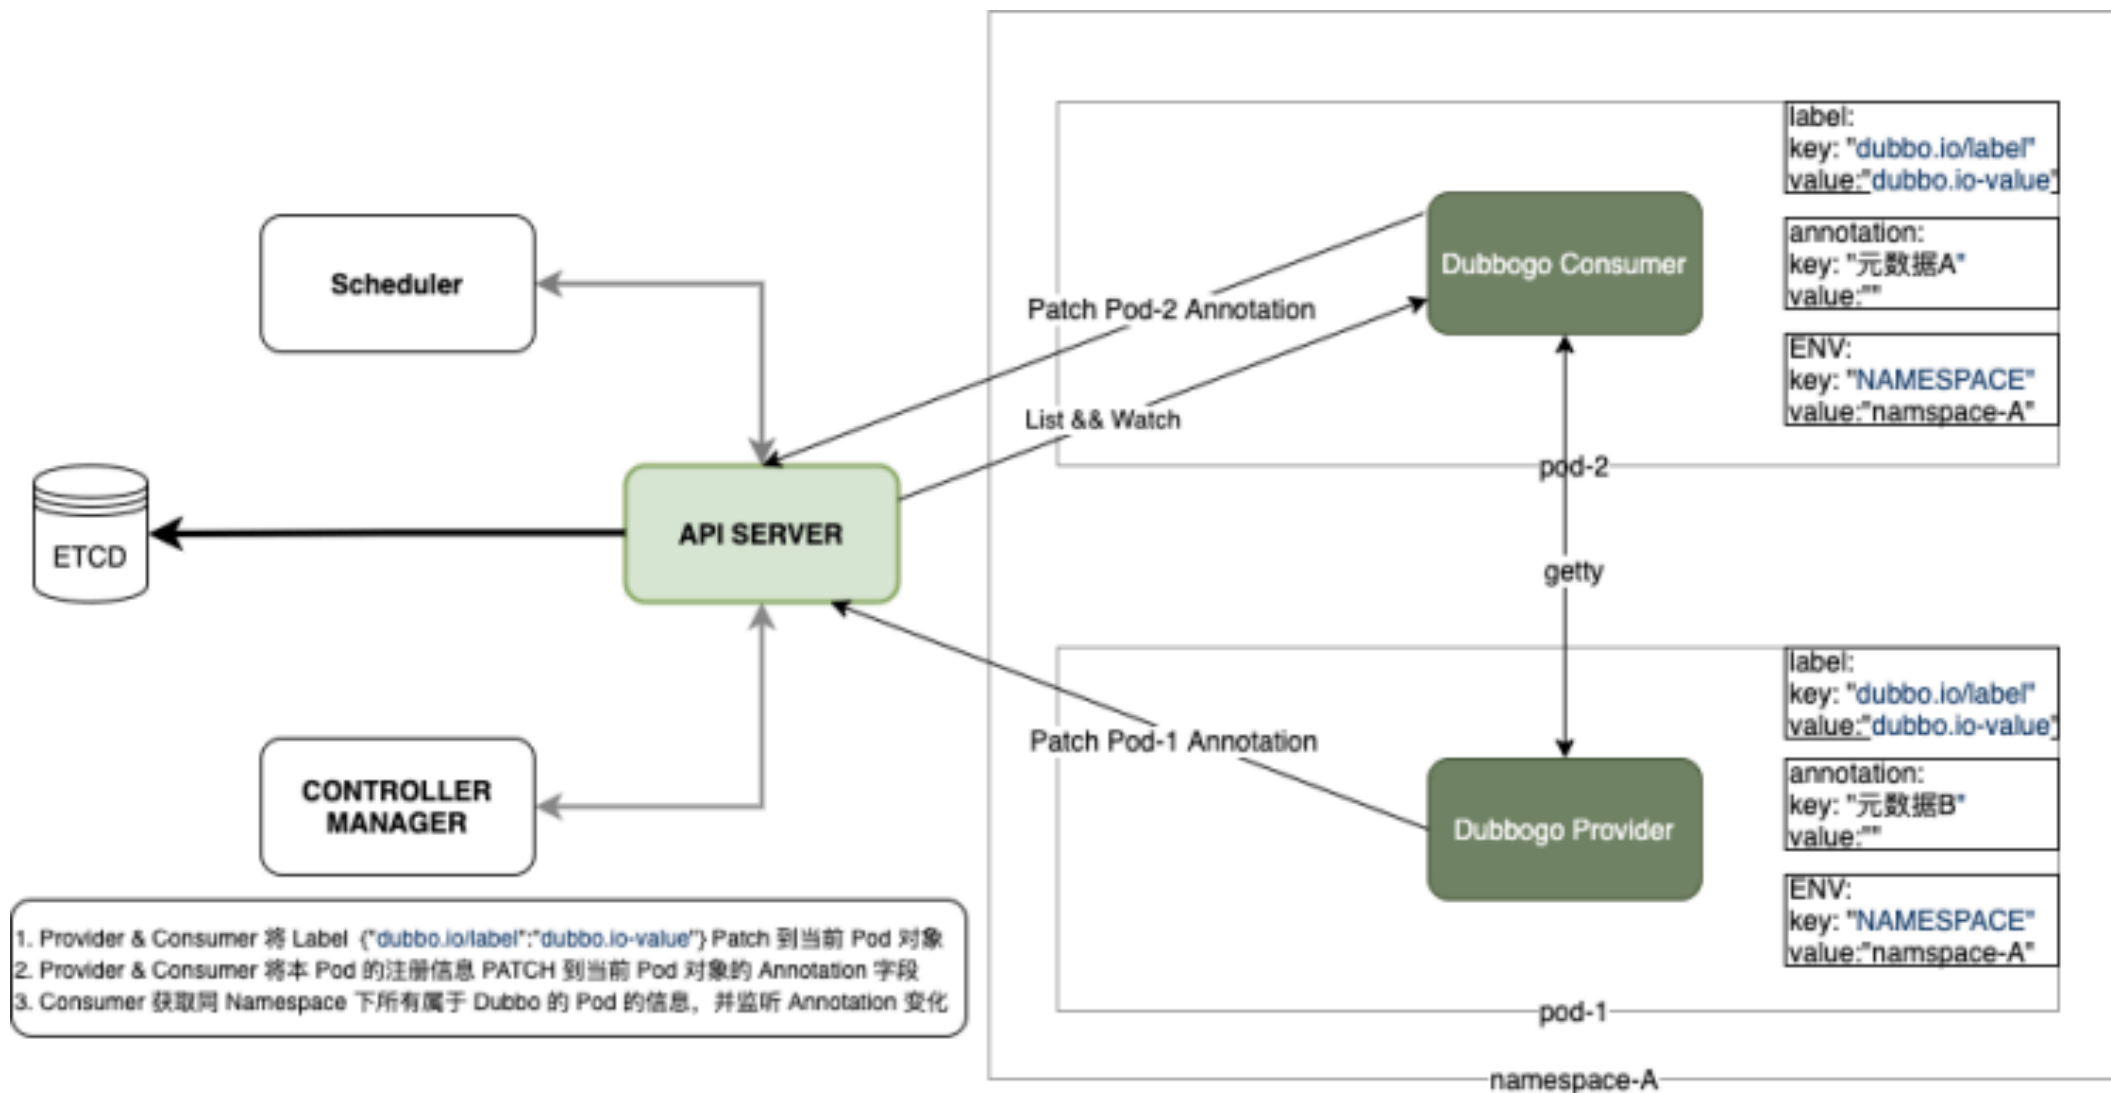 label:
key: "dubbo.io/label"
value:"dubbo.io-value"
annotation:
key: "元数据A"
value:""
ENV:
key: "NAMESPACE"
value:"namspace-A"
Dubbogo Consumer
Scheduler
Patch Pod-2 Annotation
List && Watch
pod-2
API SERVER
ETCD
getty
label:
key: "dubbo.io/label"
value:"dubbo.io-value"
annotation:
key: "元数据B"
value:""
ENV:
key: "NAMESPACE"
value:"namspace-A"
Patch Pod-1 Annotation
Dubbogo Provider
CONTROLLER
MANAGER
1. Provider & Consumer 将 Label {"dubbo.io/label":"dubbo.io-value"} Patch 到当前 Pod 对象
2. Provider & Consumer 将本 Pod 的注册信息 PATCH 到当前 Pod 对象的 Annotation 字段
3. Consumer 获取同 Namespace 下所有属于 Dubbo 的 Pod 的信息，并监听 Annotation 变化
pod-1
namespace-A